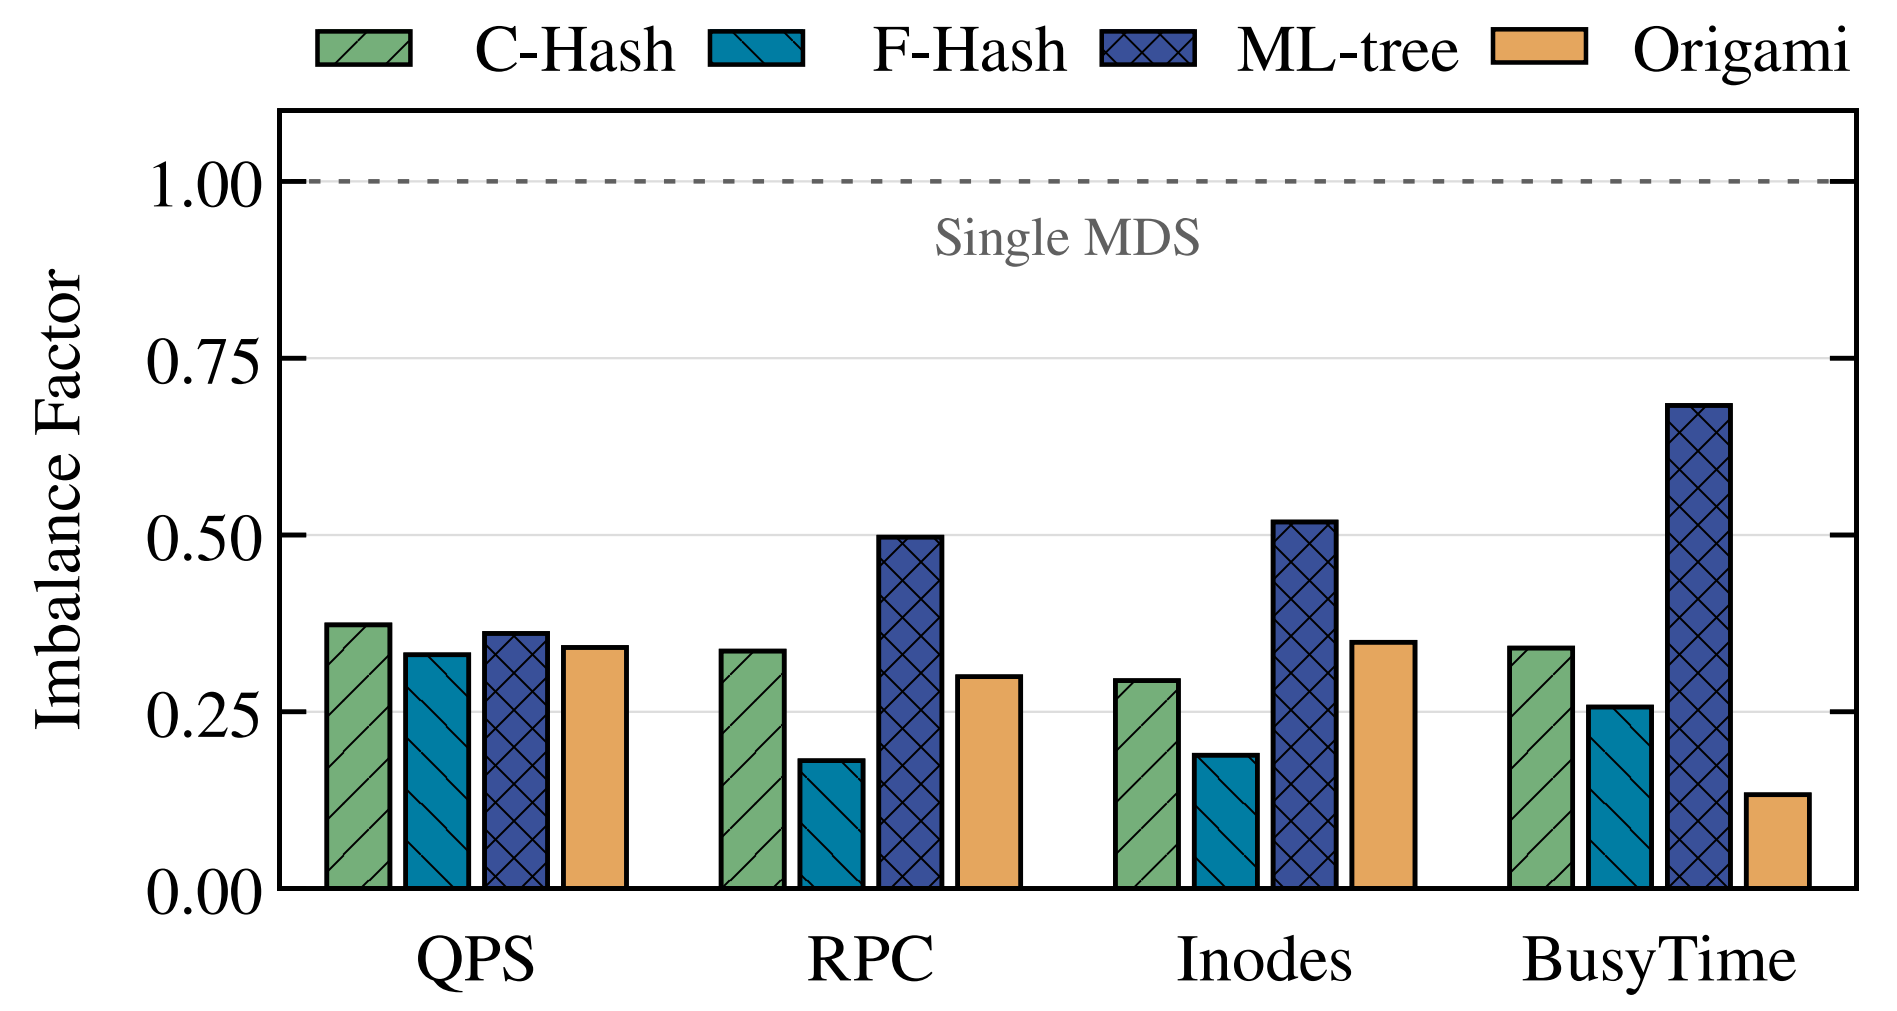 C-Hash F-Hash ML-tree Origami
Imbalance Factor
1.00
Single MDS
0.75
0.50
0.25
0.00
QPS RPC Inodes BusyTime